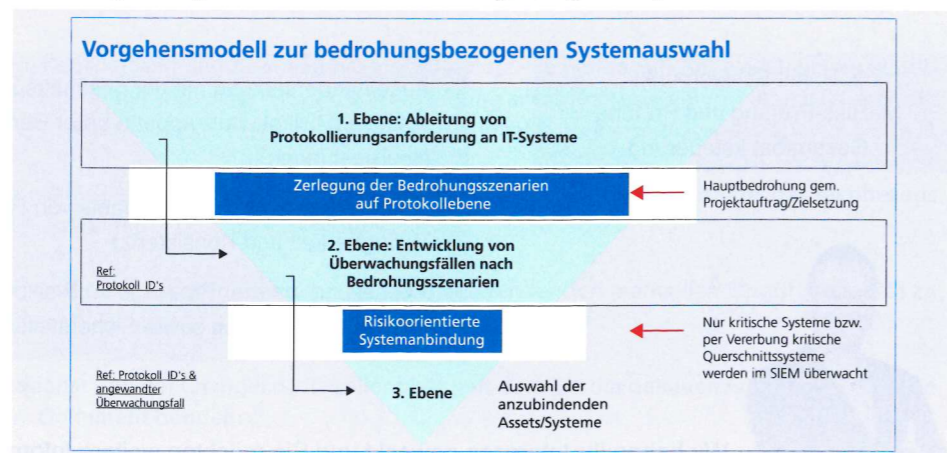 Vorgehensmodell zur bedrohungsbezogenen Systemauswahl
1. Ebene: Ableitung von
Protokollierungsanforderung an IT-Systeme
Zerlegung der Bedrohungsszenarien
auf Protokollebene
Hauptbedrohung gem.
Projektauftrag/Zielsetzung
2. Ebene: Entwicklung von
Überwachungsfällen nach
Bedrohungsszenarien
Ref:
Protokoll ID's
Risikoorientierte
Systemanbindung
Nur kritische Systeme bzw.
per Vererbung kritische
Querschnittssysteme
werden im SIEM überwacht
Ref: Protokoll ID's &
angewandter
Überwachungsfall
3. Ebene
Auswahl der
anzubindenden
Assets/Systeme